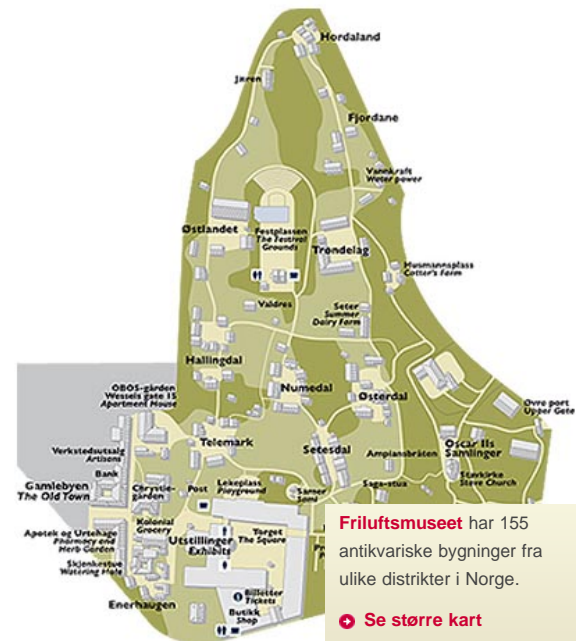 Hordaland
Jæren
Fjordane
Vannkraft
Water power
Østlandet
Festplassen
The Festival
Grounds
Trøndelag
Husmannsplass
Cotter's Farm
Valdres
Seter
Summer
Dairy Farm
Hallingdal
OBOS-gården
Wessels gate 15
Apartment House
Numedal
Østerdal
Øvre port
Upper Gate
Telemark
Setesdal
Oscar IIs
Samlinger
Verkstedsutsalg
Artisans
Bank
Gamlebyen
The Old Town
Chrystie-
gården
Post
Lekeplass
Playground
Ampiansbråten
Stavkirke
Stave Church
Samer
Sami
Saga-stua
Kolonial
Grocery
Apotek og Urtehage
Pharmacy and
Herb Garden
Utstillinger
Exhibits
Torget
The Square
Skjenkestue
Watering Hole
Enerhaugen
Billetter
Tickets
Butikk
Shop
Friluftsmuseet har 155
antikvariske bygninger fra
ulike distrikter i Norge.
Se større kart